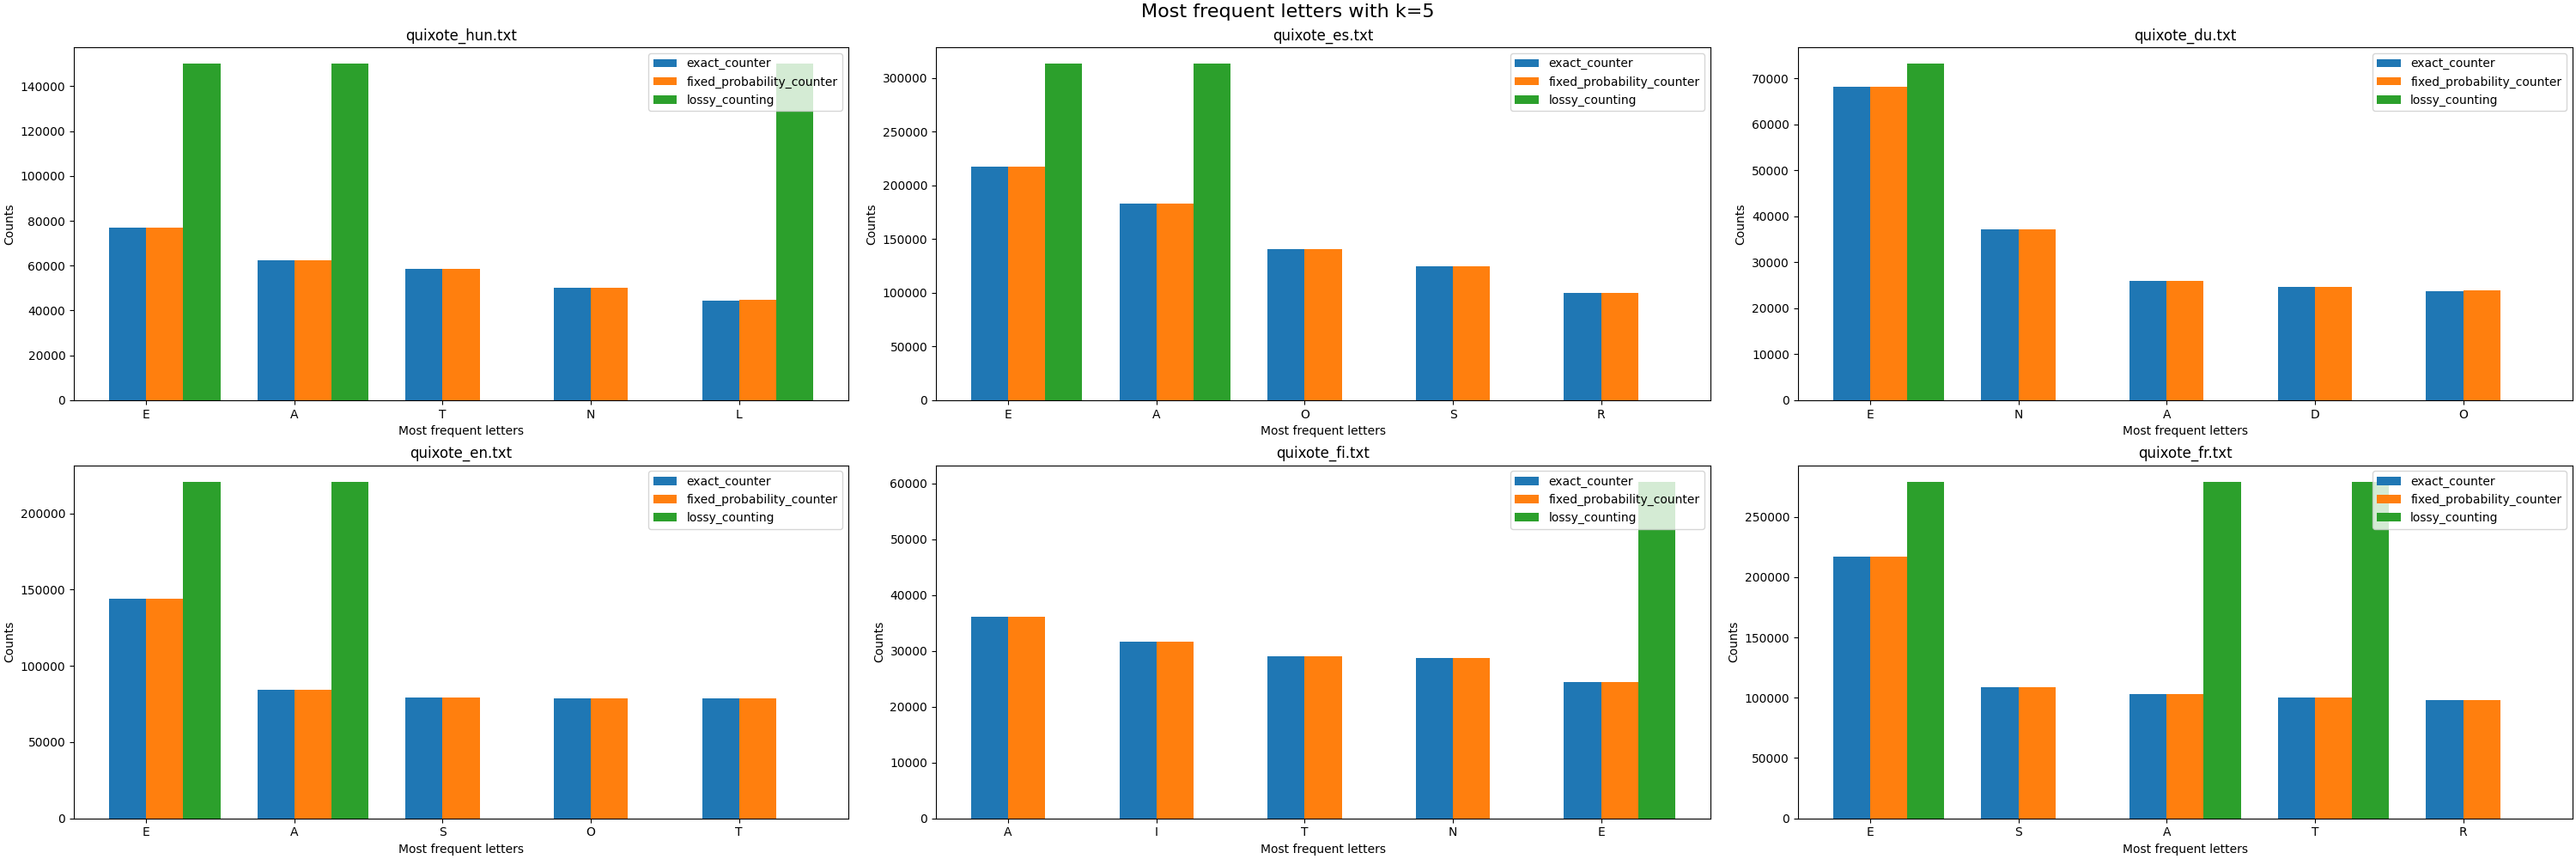 Most frequent letters with k=5
quixote_hun.txt
140000
120000
100000
80000
60000
40000
20000
0
Counts
E A T N L
Most frequent letters
exact_counter
fixed_probability_counter
lossy_counting
quixote_es.txt
300000
250000
200000
150000
100000
50000
0
Counts
E A O S R
Most frequent letters
exact_counter
fixed_probability_counter
lossy_counting
quixote_du.txt
70000
60000
50000
40000
30000
20000
10000
0
Counts
E N A D O
Most frequent letters
exact_counter
fixed_probability_counter
lossy_counting
quixote_en.txt
200000
150000
100000
50000
0
Counts
E A S O T
Most frequent letters
exact_counter
fixed_probability_counter
lossy_counting
quixote_fi.txt
60000
50000
40000
30000
20000
10000
0
Counts
A I T N E
Most frequent letters
exact_counter
fixed_probability_counter
lossy_counting
quixote_fr.txt
250000
200000
150000
100000
50000
0
Counts
E S A T R
Most frequent letters
exact_counter
fixed_probability_counter
lossy_counting